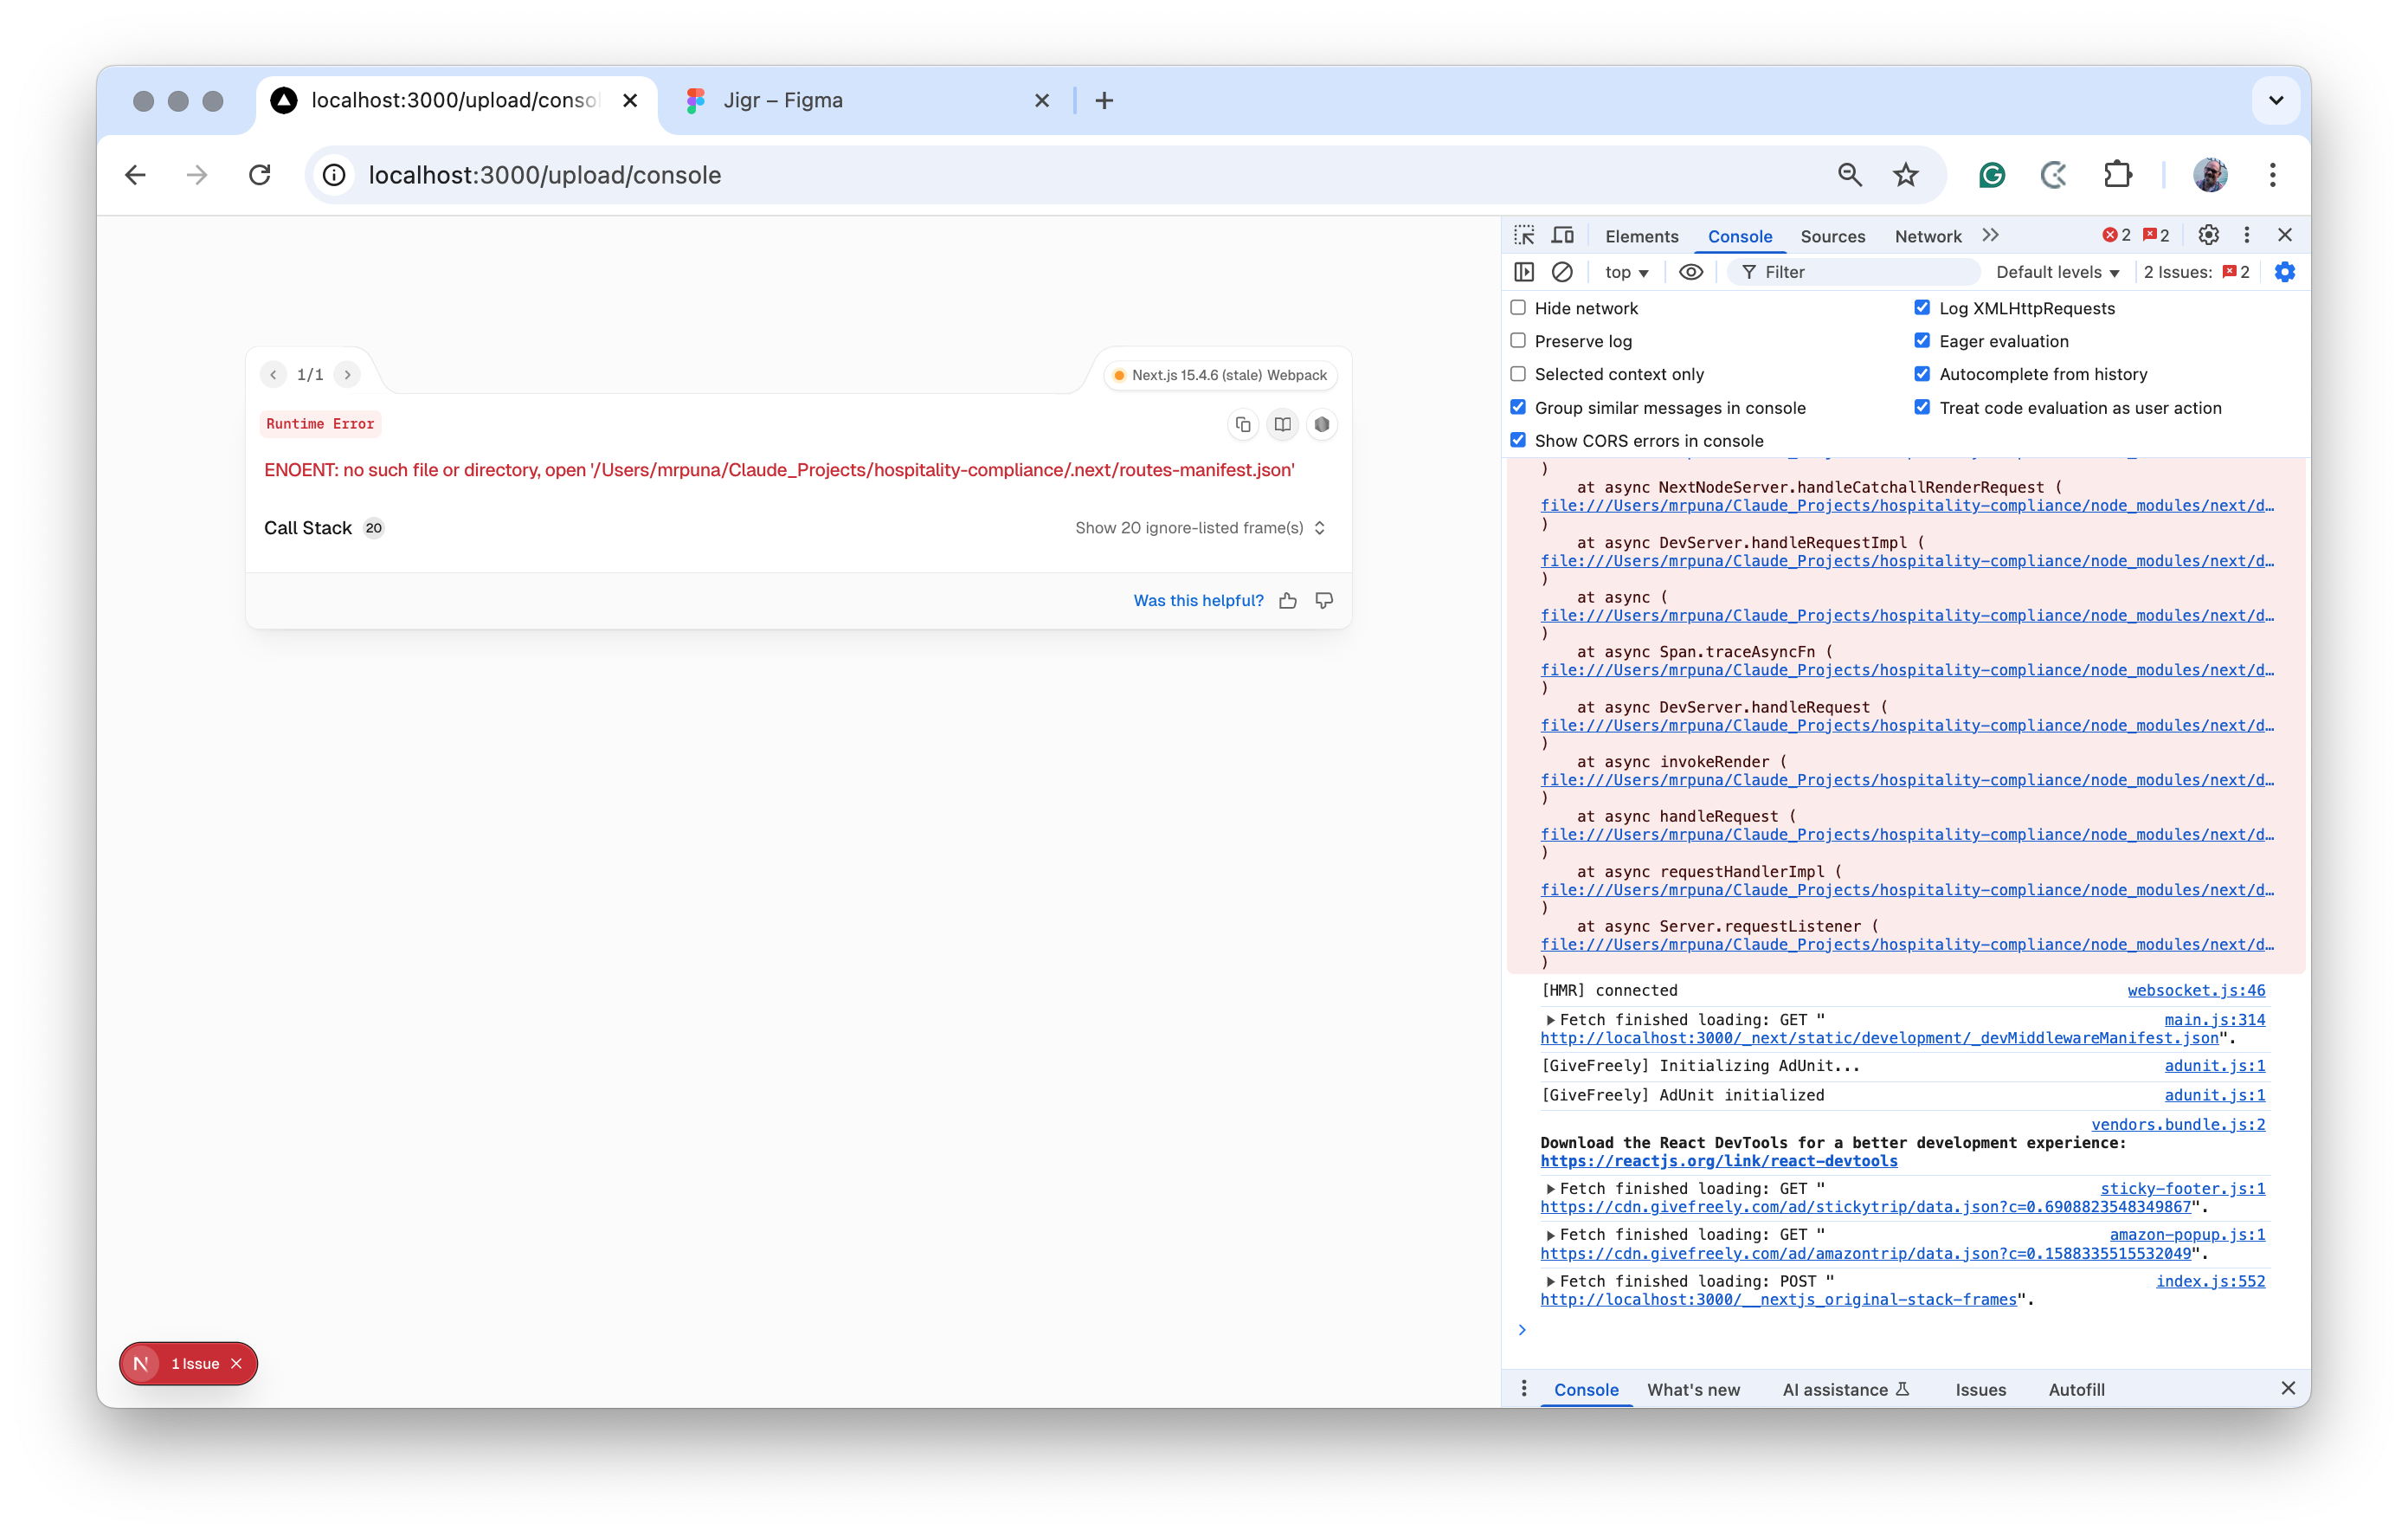 localhost:3000/upload/consol
Jigr – Figma
localhost:3000/upload/console
1/1
Next.js 15.4.6 (stale) Webpack
Runtime Error
ENOENT: no such file or directory, open '/Users/mrpuna/Claude_Projects/hospitality-compliance/.next/routes-manifest.json'
Call Stack 20
Show 20 ignore-listed frame(s)
Was this helpful?
N 1 Issue
Elements Console Sources Network 2 2
top Filter Default levels 2 Issues: 2
Hide network Log XMLHttpRequests
Preserve log Eager evaluation
Selected context only Autocomplete from history
Group similar messages in console Treat code evaluation as user action
Show CORS errors in console
)
at async NextNodeServer.handleCatchallRenderRequest (
file:///Users/mrpuna/Claude_Projects/hospitality-compliance/node_modules/next/d…
)
at async DevServer.handleRequestImpl (
file:///Users/mrpuna/Claude_Projects/hospitality-compliance/node_modules/next/d…
)
at async (
file:///Users/mrpuna/Claude_Projects/hospitality-compliance/node_modules/next/d…
)
at async Span.traceAsyncFn (
file:///Users/mrpuna/Claude_Projects/hospitality-compliance/node_modules/next/d…
)
at async DevServer.handleRequest (
file:///Users/mrpuna/Claude_Projects/hospitality-compliance/node_modules/next/d…
)
at async invokeRender (
file:///Users/mrpuna/Claude_Projects/hospitality-compliance/node_modules/next/d…
)
at async handleRequest (
file:///Users/mrpuna/Claude_Projects/hospitality-compliance/node_modules/next/d…
)
at async requestHandlerImpl (
file:///Users/mrpuna/Claude_Projects/hospitality-compliance/node_modules/next/d…
)
at async Server.requestListener (
file:///Users/mrpuna/Claude_Projects/hospitality-compliance/node_modules/next/d…
)
[HMR] connected websocket.js:46
Fetch finished loading: GET " main.js:314
http://localhost:3000/_next/static/development/_devMiddlewareManifest.json".
[GiveFreely] Initializing AdUnit... adunit.js:1
[GiveFreely] AdUnit initialized adunit.js:1
vendors.bundle.js:2
Download the React DevTools for a better development experience:
https://reactjs.org/link/react-devtools
Fetch finished loading: GET " sticky-footer.js:1
https://cdn.givefreely.com/ad/stickytrip/data.json?c=0.6908823548349867".
Fetch finished loading: GET " amazon-popup.js:1
https://cdn.givefreely.com/ad/amazontrip/data.json?c=0.1588335515532049".
Fetch finished loading: POST " index.js:552
http://localhost:3000/__nextjs_original-stack-frames".
Console What's new AI assistance Issues Autofill